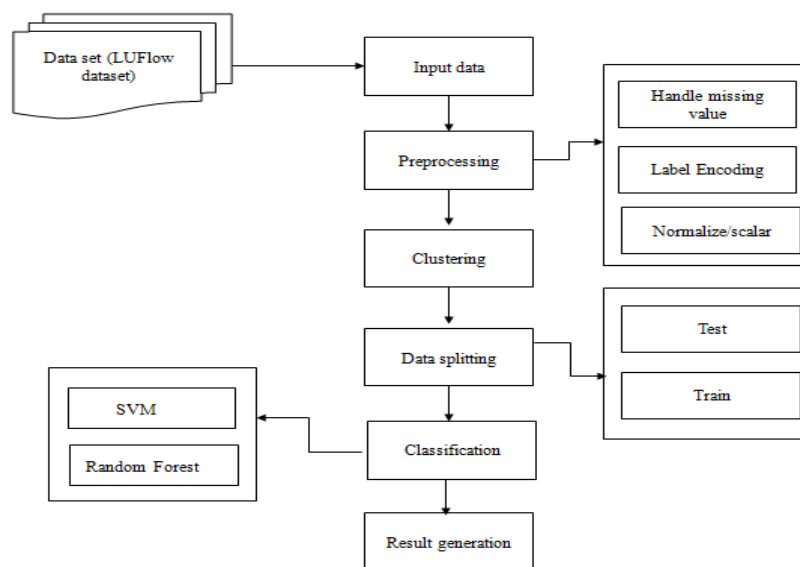 Data set (LUFlow
dataset)
Input data
Handle missing
value
Preprocessing
Label Encoding
Normalize/scalar
Clustering
Test
Data splitting
Train
SVM
Classification
Random Forest
Result generation